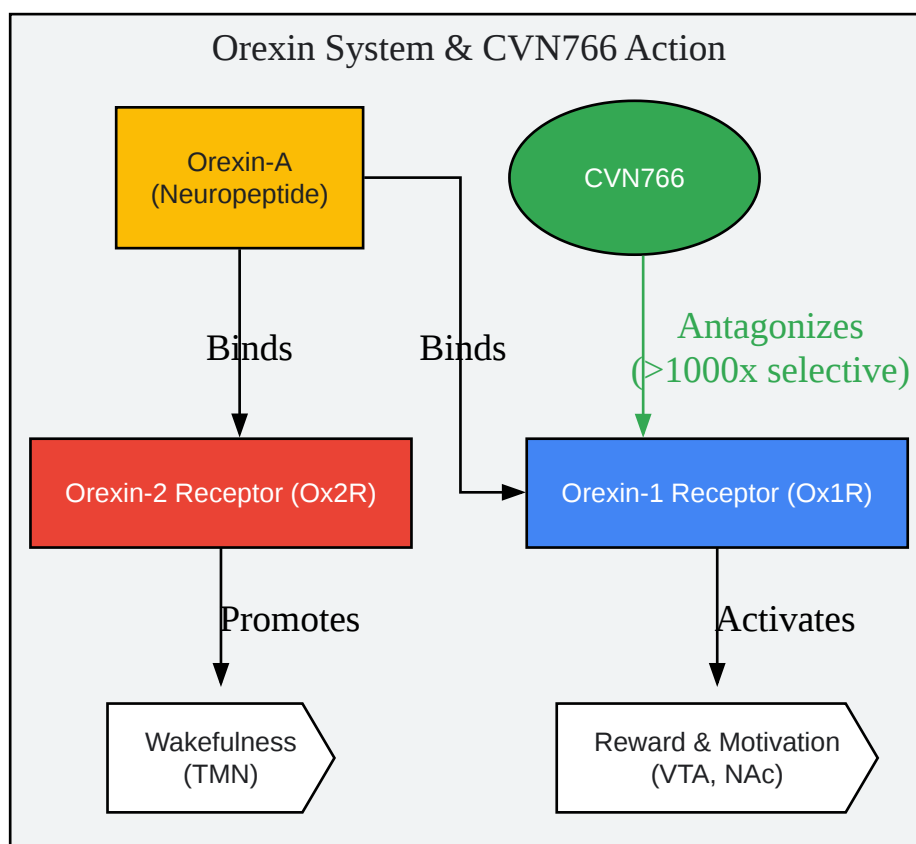 Orexin System & CVN766 Action
Orexin-A
(Neuropeptide)
CVN766
Binds
Binds
Antagonizes
(>1000x selective)
Orexin-2 Receptor (Ox2R)
Orexin-1 Receptor (Ox1R)
Promotes
Activates
Wakefulness
(TMN)
Reward & Motivation
(VTA, NAc)